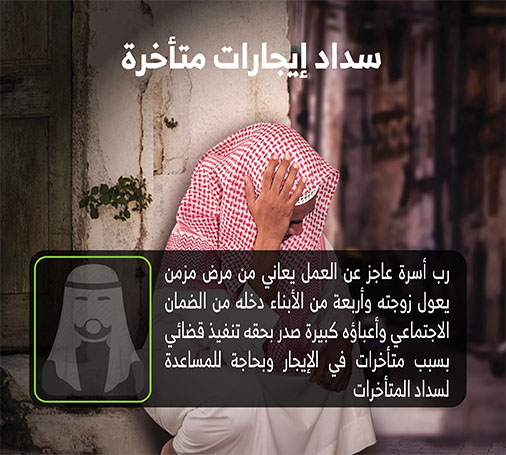 سداد إيجارات متأخرة
رب أسرة عاجز عن العمل يعاني من مرض مزمن
يعول زوجته وأربعة من الأبناء دخله من الضمان
الاجتماعي وأعباؤه كبيرة صدر بحقه تنفيذ قضائي
بسبب متأخرات في الإيجار وبحاجة للمساعدة
لسداد المتأخرات